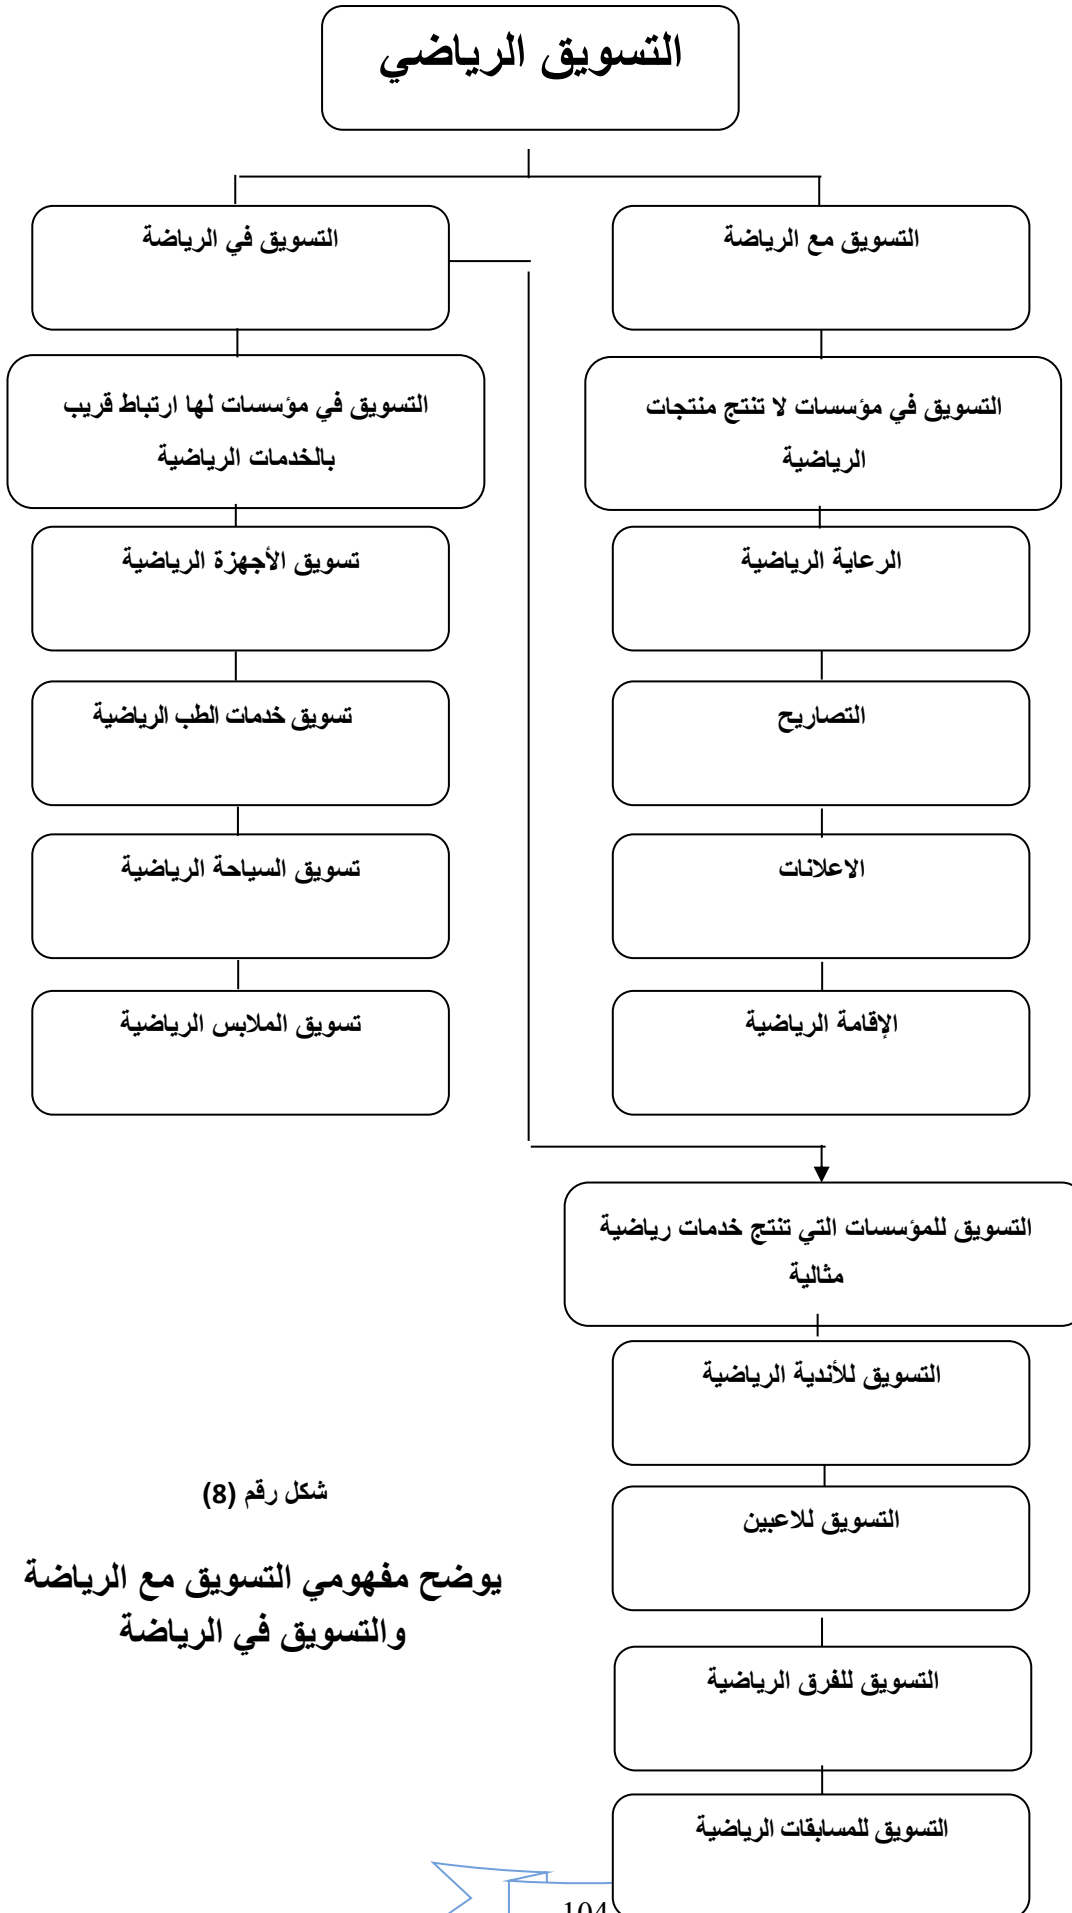 التسويق الرياضي
التسويق مع الرياضة
التسويق في الرياضة
التسويق في مؤسسات لا تنتج منتجات
الرياضية
التسويق في مؤسسات لها ارتباط قريب
بالخدمات الرياضية
الرعاية الرياضية
تسويق الأجهزة الرياضية
التصاريح
تسويق خدمات الطب الرياضية
الاعلانات
تسويق السياحة الرياضية
الإقامة الرياضية
تسويق الملابس الرياضية
التسويق للمؤسسات التي تنتج خدمات رياضية
مثالية
التسويق للأندية الرياضية
التسويق للاعبين
التسويق للفرق الرياضية
التسويق للمسابقات الرياضية
شكل رقم (8)
يوضح مفهومي التسويق مع الرياضة
والتسويق في الرياضة
104